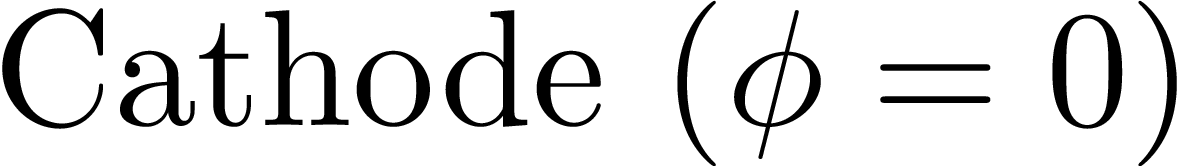 Cathode (ϕ = 0)